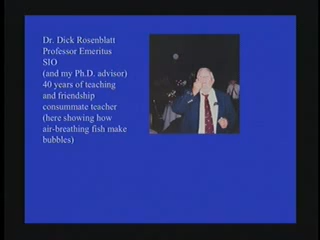 Dr. Dick Rosenblatt
Professor Emeritus
SIO
(and my Ph.D. advisor)
40 years of teaching
and friendship
consummate teacher
(here showing how
air-breathing fish make
bubbles)